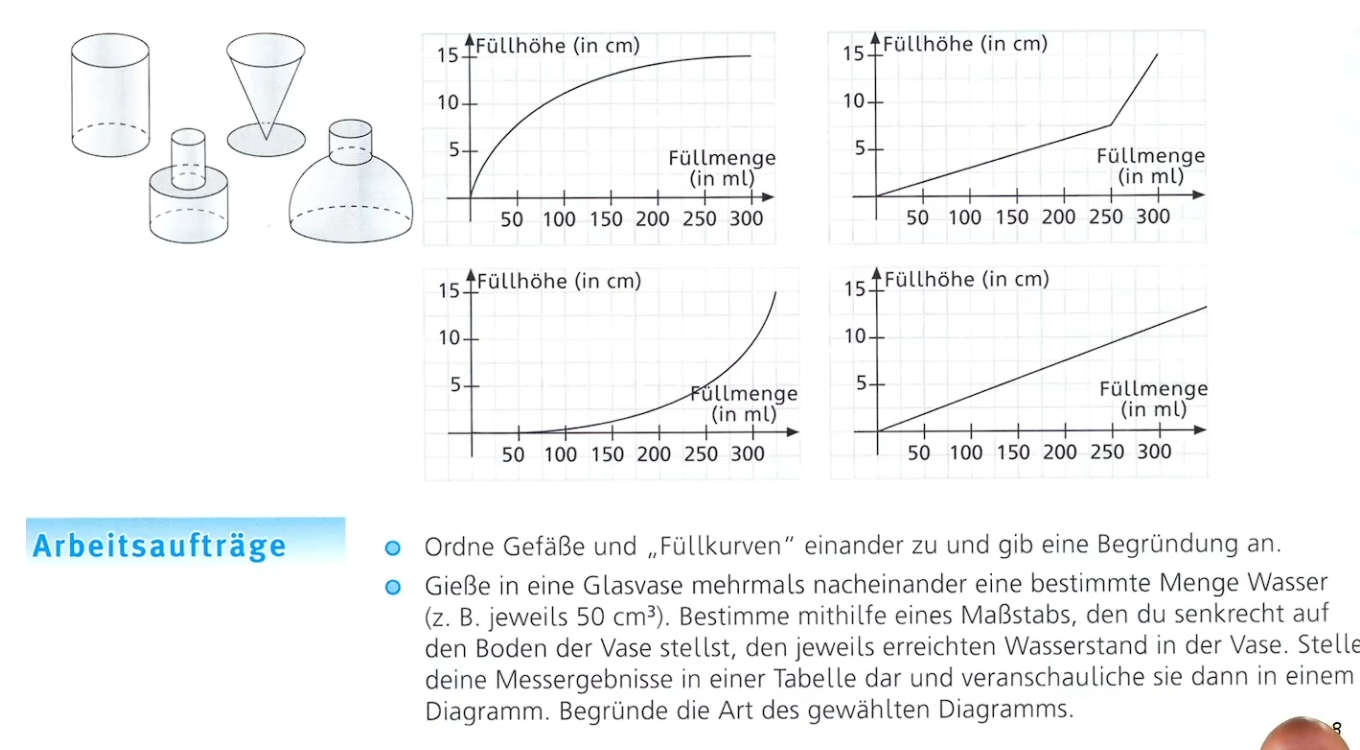 15 Füllhöhe (in cm)
10
5
Füllmenge
(in ml)
50 100 150 200 250 300
15 Füllhöhe (in cm)
10
5
Füllmenge
(in ml)
50 100 150 200 250 300
15 Füllhöhe (in cm)
10
5
Füllmenge
(in ml)
50 100 150 200 250 300
15 Füllhöhe (in cm)
10
5
Füllmenge
(in ml)
50 100 150 200 250 300
Arbeitsaufträge
Ordne Gefäße und „Füllkurven“ einander zu und gib eine Begründung an.
Gieße in eine Glasvase mehrmals nacheinander eine bestimmte Menge Wasser
(z. B. jeweils 50 cm³). Bestimme mithilfe eines Maßstabs, den du senkrecht auf
den Boden der Vase stellst, den jeweils erreichten Wasserstand in der Vase. Stelle
deine Messergebnisse in einer Tabelle dar und veranschauliche sie dann in einem
Diagramm. Begründe die Art des gewählten Diagramms.
8